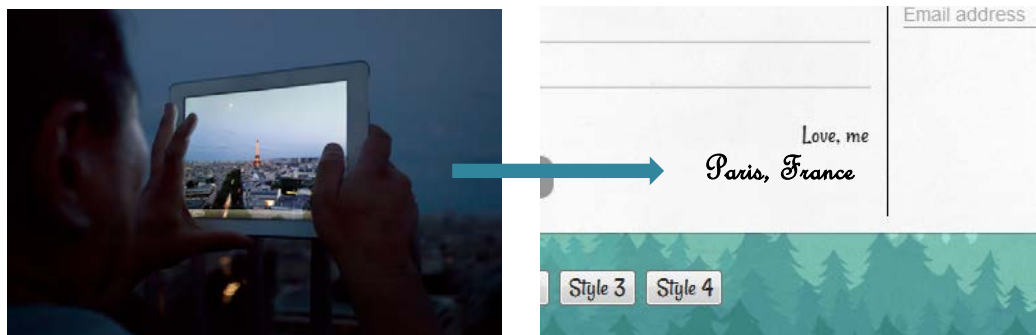 Email address
Love, me
Paris, France
Style 3
Style 4